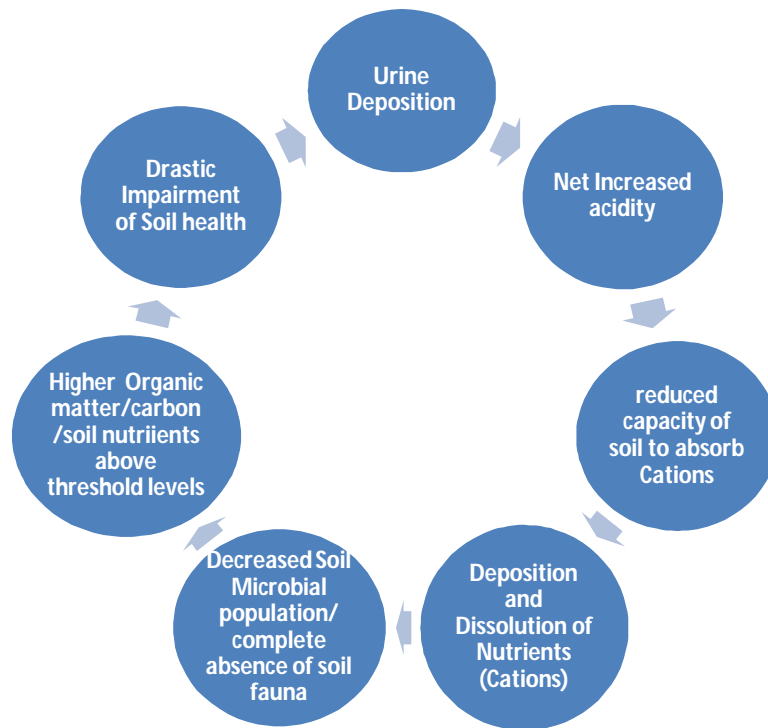 Urine
Deposition
Net Increased
acidity
reduced
capacity of
soil to absorb
Cations
Deposition
and
Dissolution of
Nutrients
(Cations)
Decreased Soil
Microbial
population/
complete
absence of soil
fauna
Higher Organic
matter/carbon
/soil nutriients
above
threshold levels
Drastic
Impairment
of Soil health